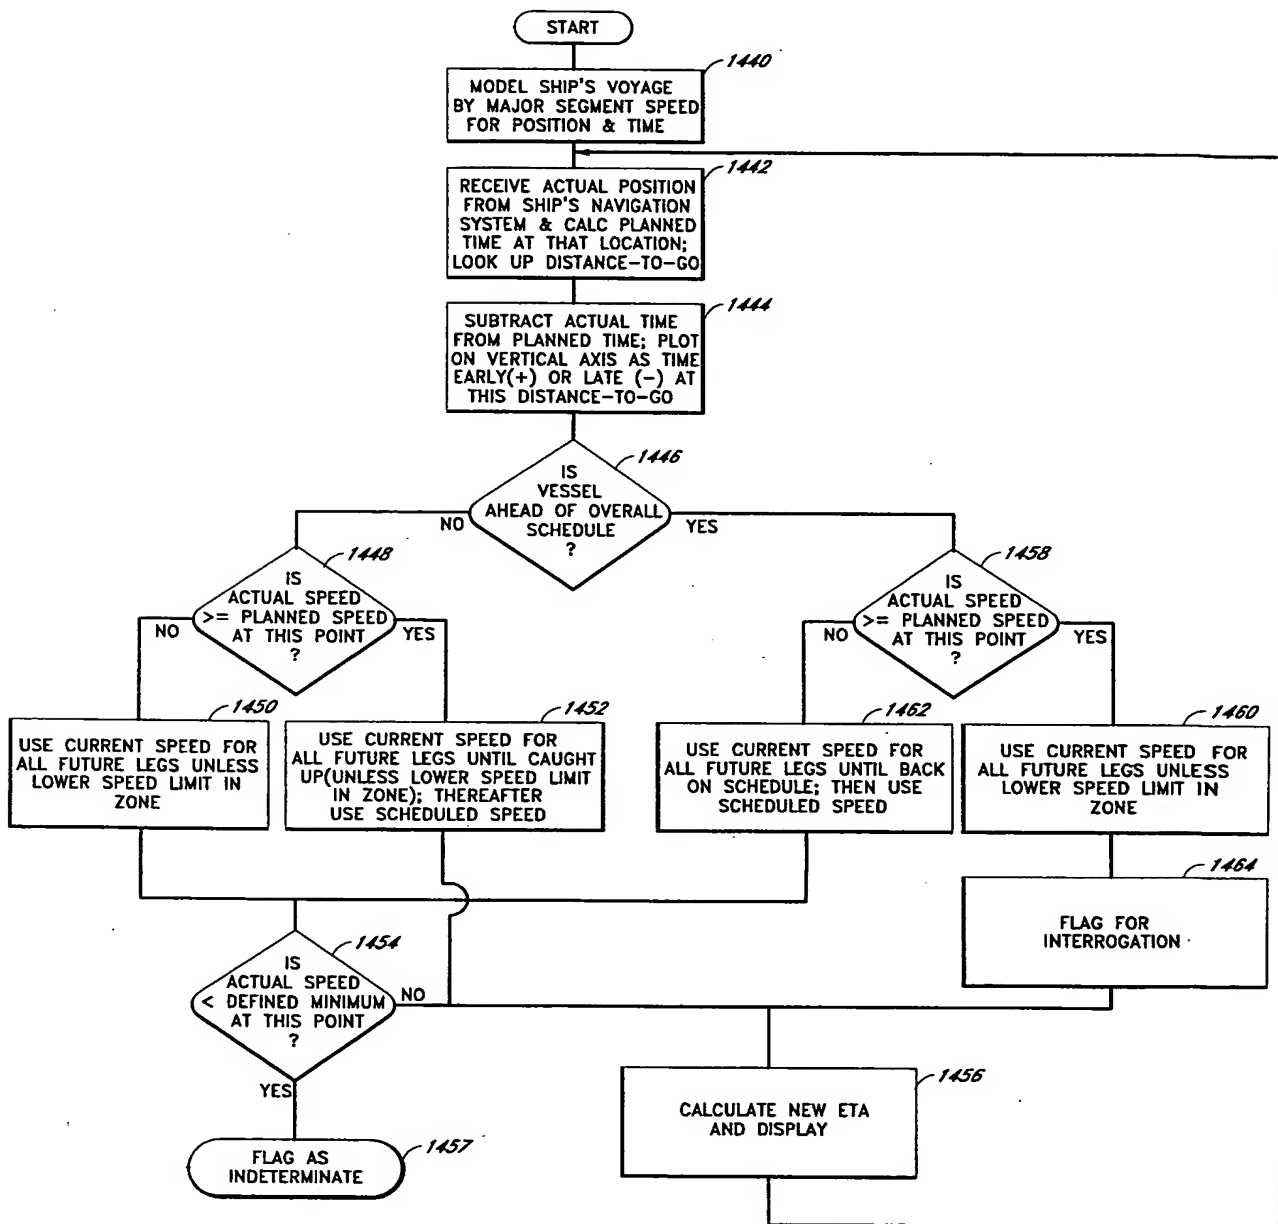 START
1440
MODEL SHIP'S VOYAGE
BY MAJOR SEGMENT SPEED
FOR POSITION & TIME
1442
RECEIVE ACTUAL POSITION
FROM SHIP'S NAVIGATION
SYSTEM & CALC PLANNED
TIME AT THAT LOCATION;
LOOK UP DISTANCE-TO-GO
1444
SUBTRACT ACTUAL TIME
FROM PLANNED TIME; PLOT
ON VERTICAL AXIS AS TIME
EARLY(+) OR LATE (-) AT
THIS DISTANCE-TO-GO
1446
IS
VESSEL
AHEAD OF OVERALL
SCHEDULE
?
NO
YES
1448
IS
ACTUAL SPEED
>= PLANNED SPEED
AT THIS POINT
?
NO
YES
1458
IS
ACTUAL SPEED
>= PLANNED SPEED
AT THIS POINT
?
NO
YES
1450
USE CURRENT SPEED FOR
ALL FUTURE LEGS UNLESS
LOWER SPEED LIMIT IN
ZONE
1452
USE CURRENT SPEED FOR
ALL FUTURE LEGS UNTIL CAUGHT
UP(UNLESS LOWER SPEED LIMIT
IN ZONE); THEREAFTER
USE SCHEDULED SPEED
1462
USE CURRENT SPEED FOR
ALL FUTURE LEGS UNTIL BACK
ON SCHEDULE; THEN USE
SCHEDULED SPEED
1460
USE CURRENT SPEED FOR
ALL FUTURE LEGS UNLESS
LOWER SPEED LIMIT IN
ZONE
1464
FLAG FOR
INTERROGATION
1454
IS
ACTUAL SPEED
< DEFINED MINIMUM
AT THIS POINT
?
NO
YES
1456
CALCULATE NEW ETA
AND DISPLAY
1457
FLAG AS
INDETERMINATE